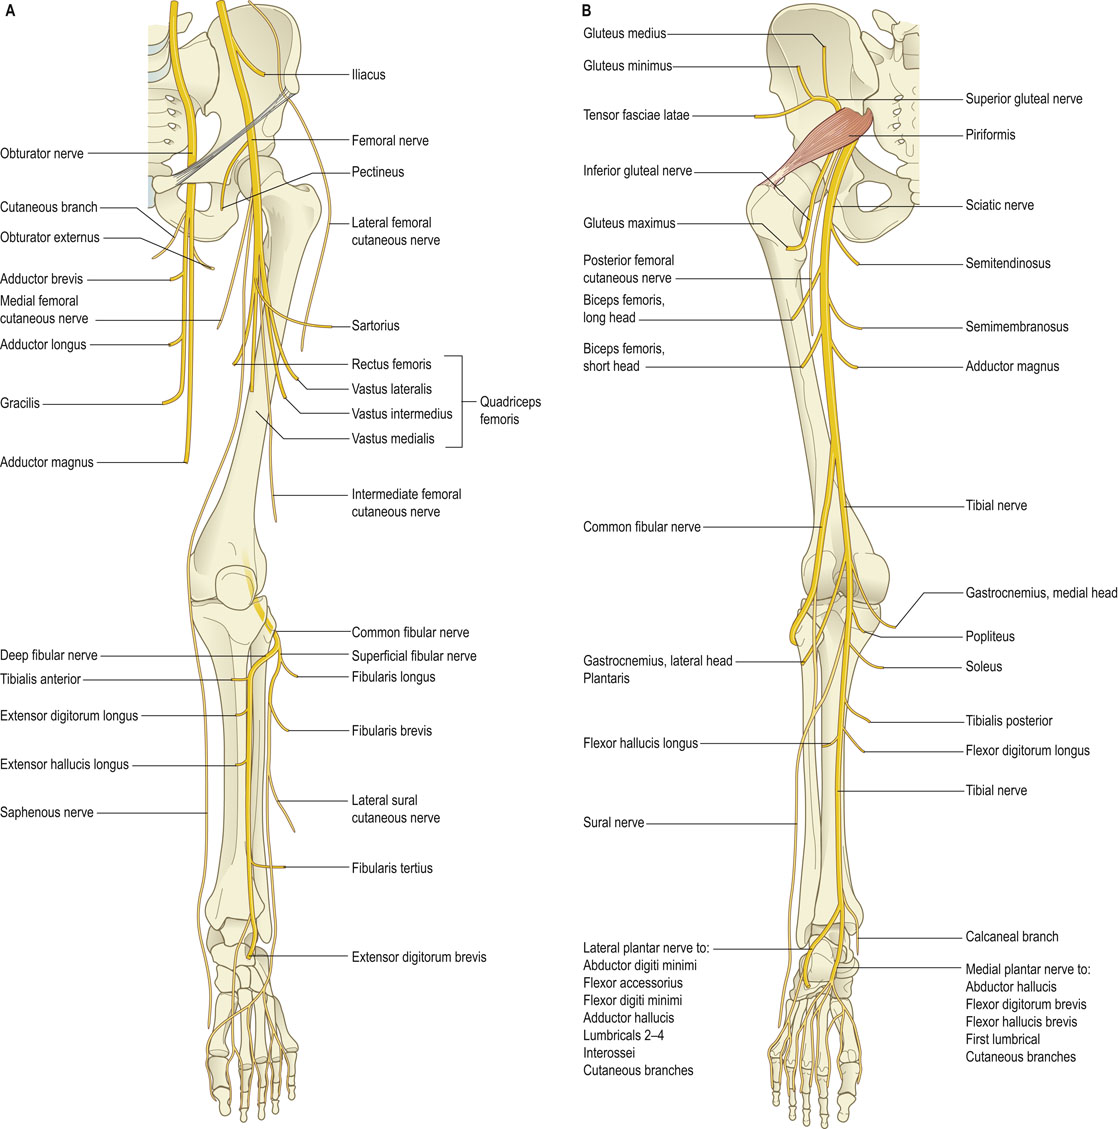 A
Iliacus
Femoral nerve
Obturator nerve
Pectineus
Cutaneous branch
Lateral femoral
cutaneous nerve
Obturator externus
Adductor brevis
Medial femoral
cutaneous nerve
Sartorius
Adductor longus
Rectus femoris
Vastus lateralis
Gracilis
Quadriceps
femoris
Vastus intermedius
Vastus medialis
Adductor magnus
Intermediate femoral
cutaneous nerve
Common fibular nerve
Deep fibular nerve
Superficial fibular nerve
Tibialis anterior
Fibularis longus
Extensor digitorum longus
Fibularis brevis
Extensor hallucis longus
Saphenous nerve
Lateral sural
cutaneous nerve
Fibularis tertius
Extensor digitorum brevis
B
Gluteus medius
Gluteus minimus
Superior gluteal nerve
Tensor fasciae latae
Piriformis
Inferior gluteal nerve
Sciatic nerve
Gluteus maximus
Posterior femoral
cutaneous nerve
Semitendinosus
Biceps femoris,
long head
Semimembranosus
Biceps femoris,
short head
Adductor magnus
Tibial nerve
Common fibular nerve
Gastrocnemius, medial head
Popliteus
Gastrocnemius, lateral head
Plantaris
Soleus
Tibialis posterior
Flexor hallucis longus
Flexor digitorum longus
Tibial nerve
Sural nerve
Calcaneal branch
Lateral plantar nerve to:
Abductor digiti minimi
Flexor accessorius
Flexor digiti minimi
Adductor hallucis
Lumbricals 2–4
Interossei
Cutaneous branches
Medial plantar nerve to:
Abductor hallucis
Flexor digitorum brevis
Flexor hallucis brevis
First lumbrical
Cutaneous branches